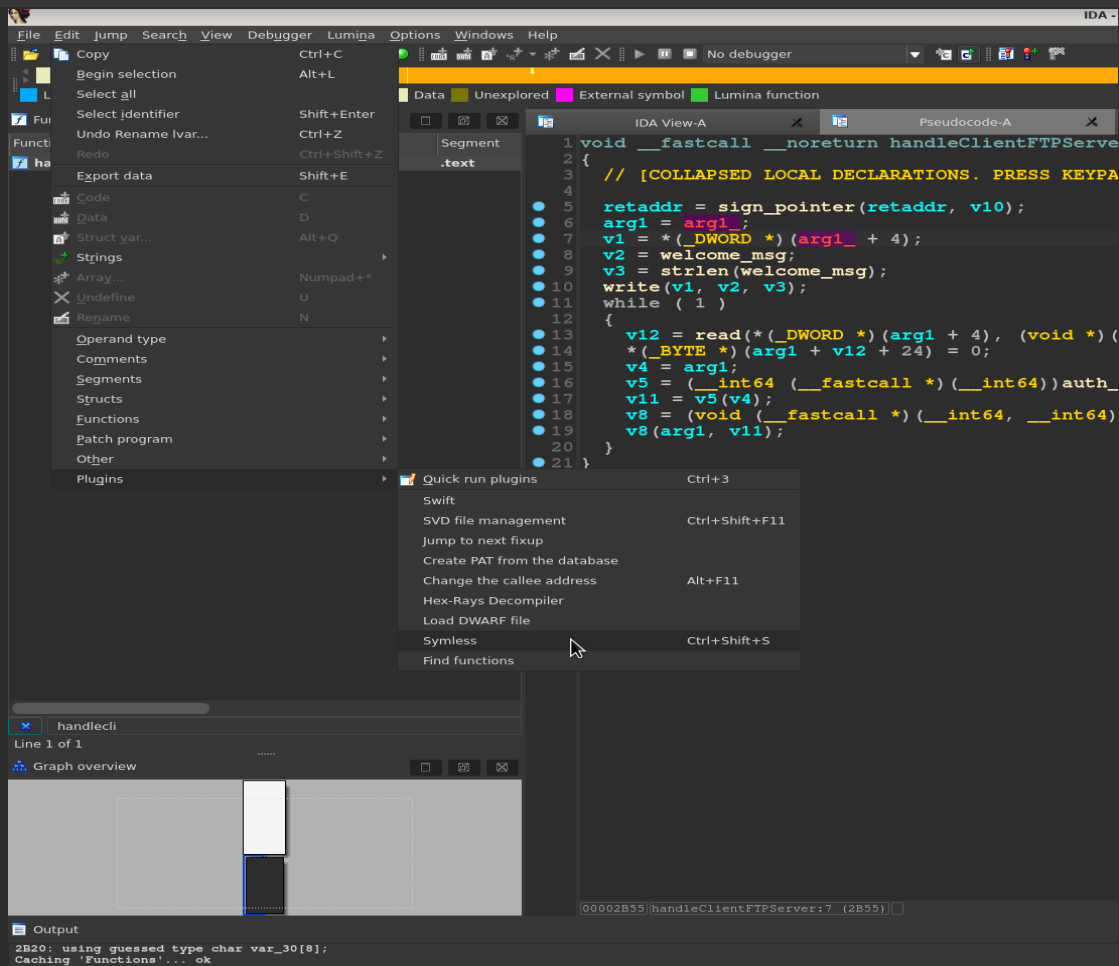 IDA -
File Edit Jump Search View Debugger Lumina Options Windows Help
Copy Ctrl+C
No debugger
Begin selection Alt+L
Select all
Data Unexplored External symbol Lumina function
Select identifier Shift+Enter
Undo Rename lvar... Ctrl+Z
Redo Ctrl+Shift+Z
Export data Shift+E
Code C
Data D
Struct var... Alt+Q
Strings
Array... Numpad+*
Undefine U
Rename N
Operand type
Comments
Segments
Structs
Functions
Patch program
Other
Plugins
Segment
.text
IDA View-A
Pseudocode-A
1 void __fastcall __noreturn handleClientFTPServe
2 {
3 // [COLLAPSED LOCAL DECLARATIONS. PRESS KEYPA
4
5 retaddr = sign_pointer(retaddr, v10);
6 arg1 = arg1_;
7 v1 = *(_DWORD *)(arg1_ + 4);
8 v2 = welcome_msg;
9 v3 = strlen(welcome_msg);
10 write(v1, v2, v3);
11 while ( 1 )
12 {
13 v12 = read(*(_DWORD *)(arg1 + 4), (void *)(
14 *(_BYTE *)(arg1 + v12 + 24) = 0;
15 v4 = arg1;
16 v5 = (__int64 (__fastcall *)(__int64))auth_
17 v11 = v5(v4);
18 v8 = (void (__fastcall *)(__int64, __int64)
19 v8(arg1, v11);
20 }
21 }
Quick run plugins Ctrl+3
Swift
SVD file management Ctrl+Shift+F11
Jump to next fixup
Create PAT from the database
Change the callee address Alt+F11
Hex-Rays Decompiler
Load DWARF file
Symless Ctrl+Shift+S
Find functions
handlecli
Line 1 of 1
Graph overview
00002B55 handleClientFTPServer:7 (2B55)
Output
2B20: using guessed type char var_30[8];
Caching 'Functions'... ok